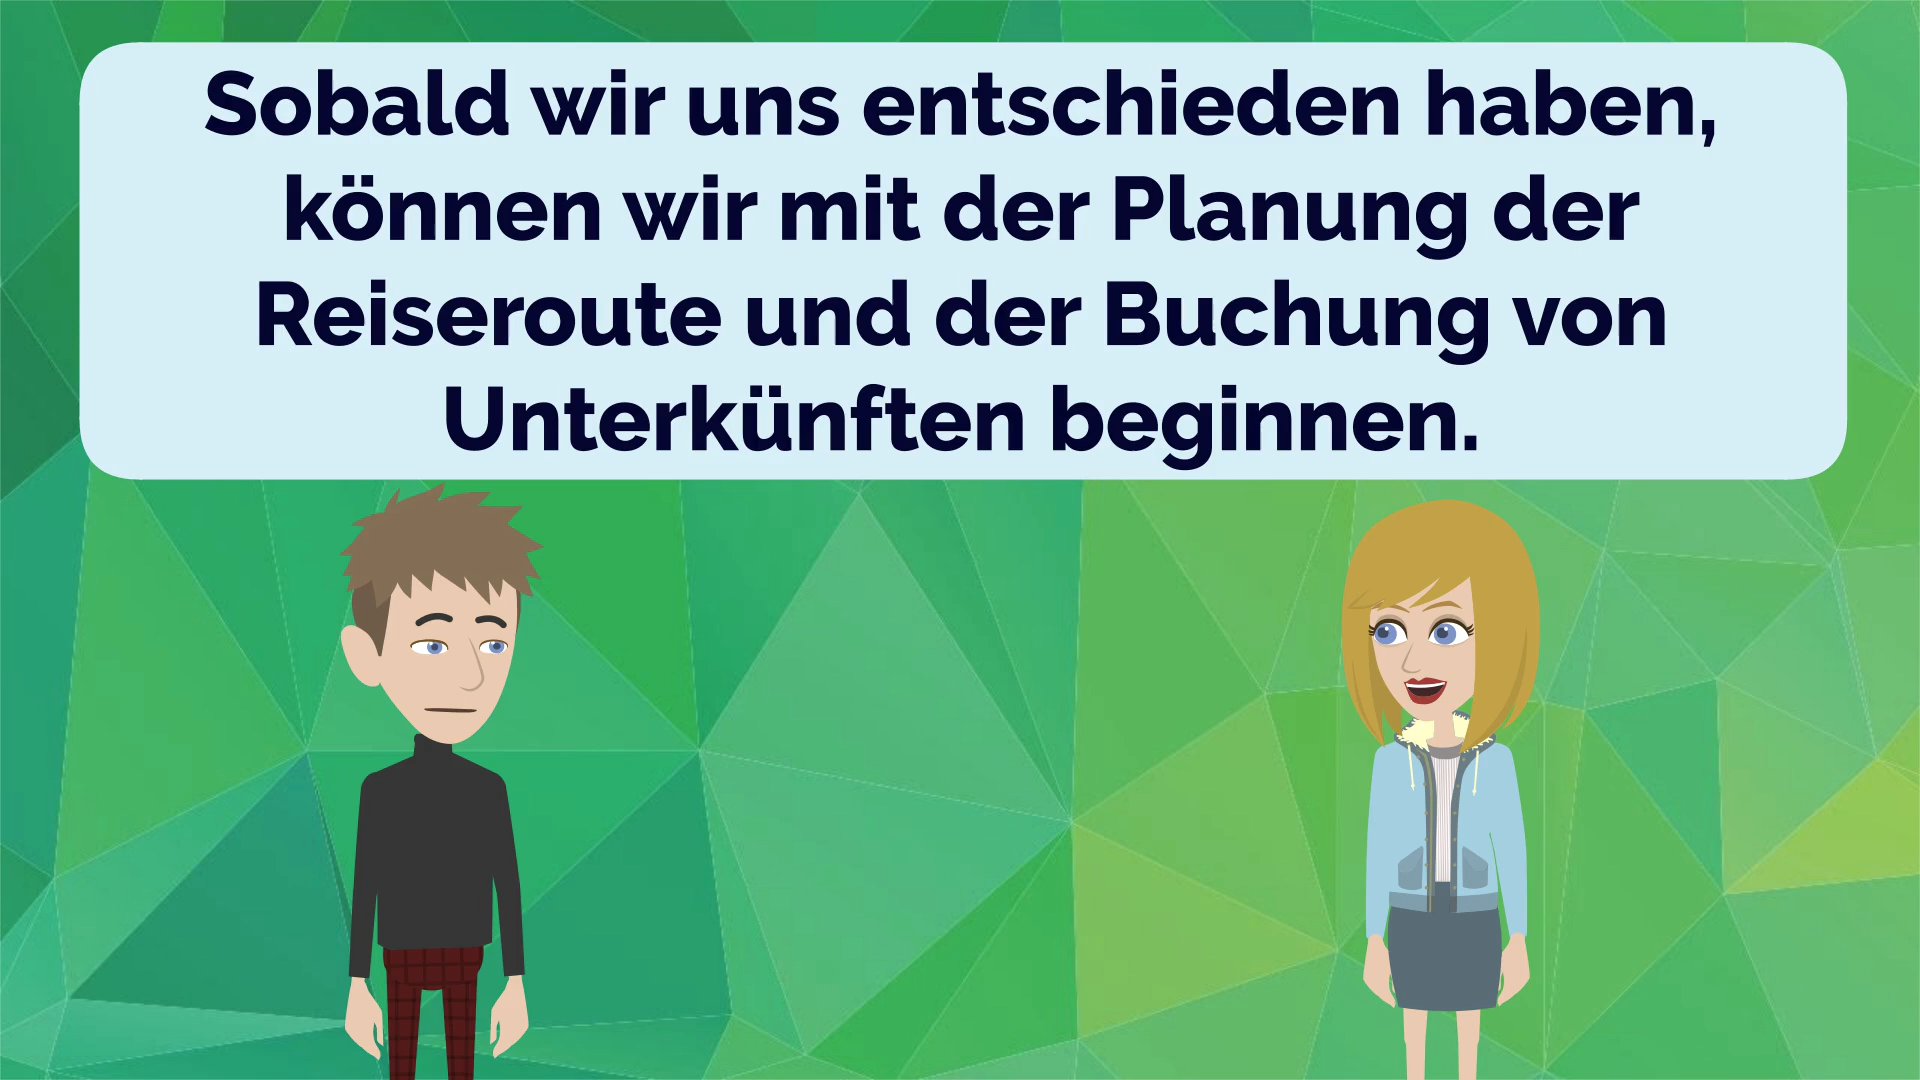 Sobald wir uns entschieden haben,
können wir mit der Planung der
Reiseroute und der Buchung von
Unterkünften beginnen.